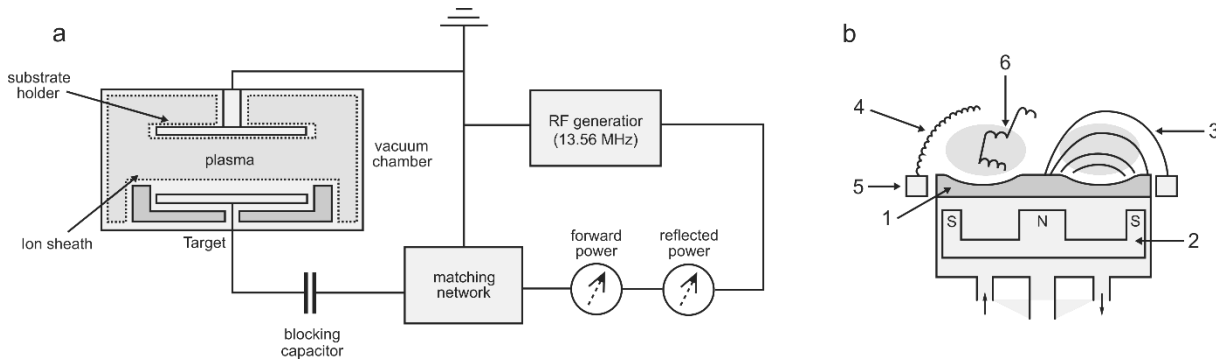 a
substrate
holder
plasma
vacuum
chamber
Ion sheath
Target
blocking
capacitor
matching
network
RF generatior
(13.56 MHz)
forward
power
reflected
power
b
6
4
3
5
1
S
N
S
2